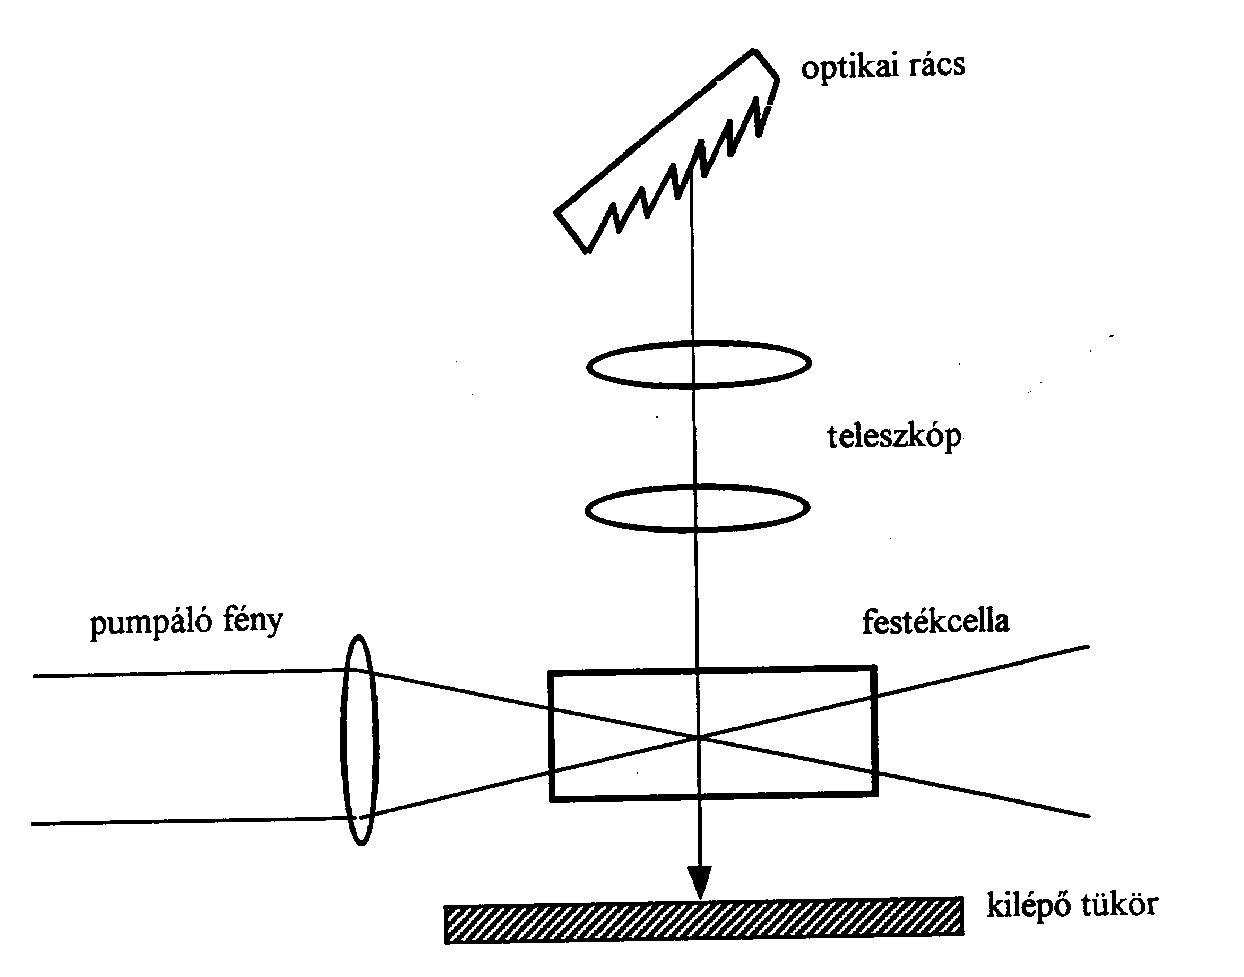 optikai rács
teleszkóp
pumpáló fény
festékcella
kilépő tükör